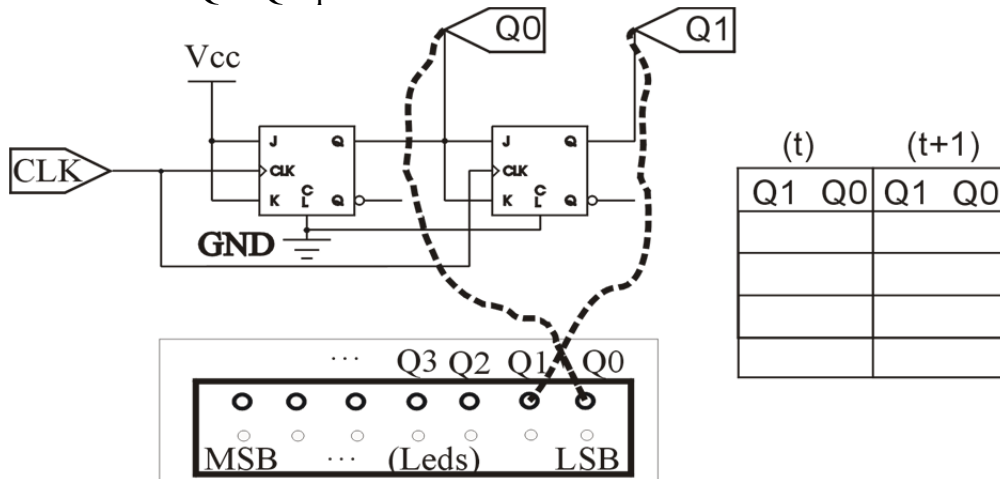 Q0
Q1
Vcc
J Q
CLK
K CL Q
J Q
CLK
K CL Q
CLK
GND
(t) (t+1)
Q1 Q0 Q1 Q0
... Q3 Q2 Q1 Q0
MSB ... (Leds) LSB